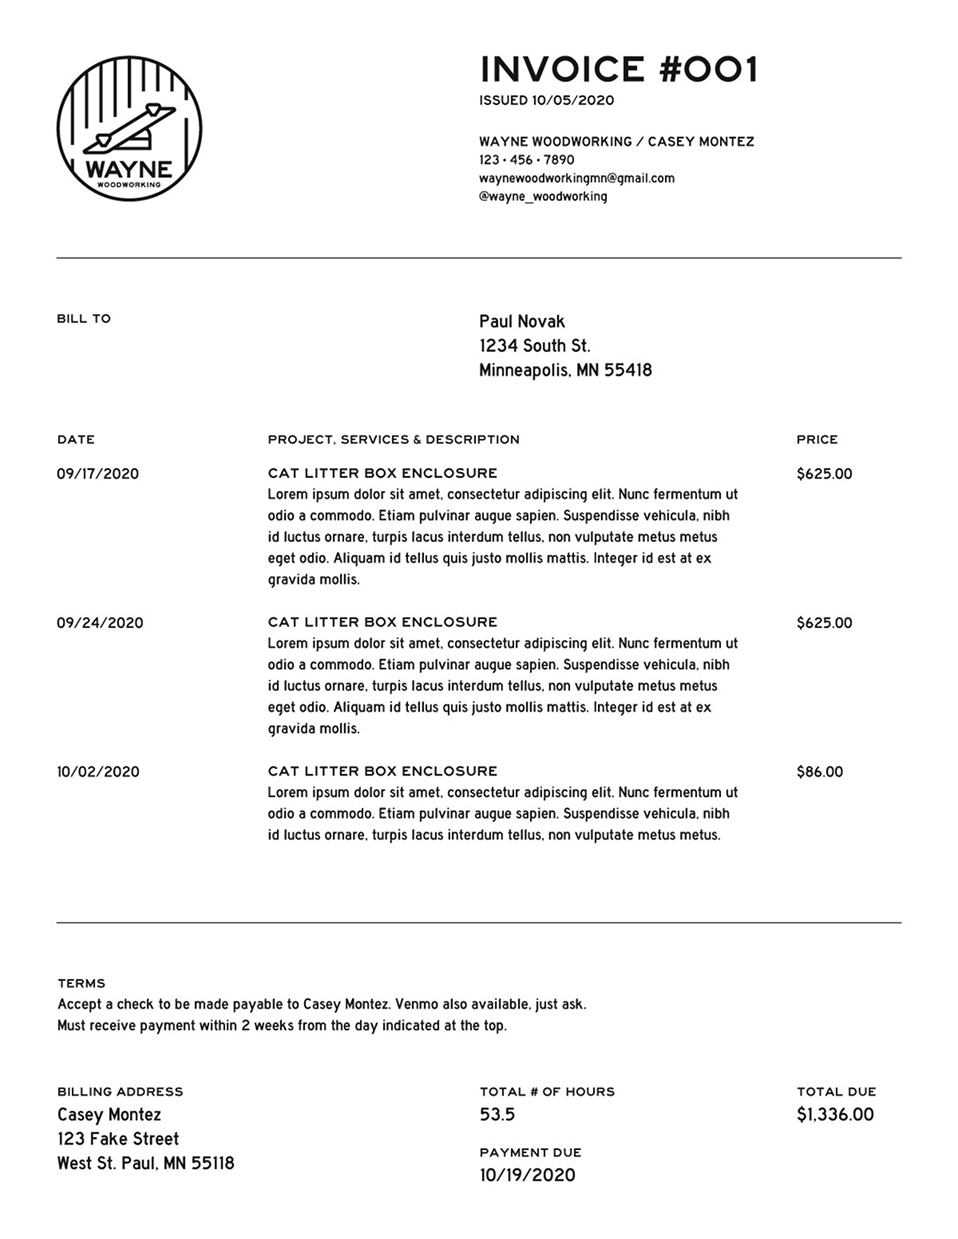 WAYNE
WOODWORKING
INVOICE #001
ISSUED 10/05/2020
WAYNE WOODWORKING / CASEY MONTEZ
123 • 456 • 7890
waynewoodworkingmn@gmail.com
@wayne_woodworking
BILL TO
Paul Novak
1234 South St.
Minneapolis, MN 55418
DATE PROJECT, SERVICES & DESCRIPTION PRICE
09/17/2020 CAT LITTER BOX ENCLOSURE $625.00
Lorem ipsum dolor sit amet, consectetur adipiscing elit. Nunc fermentum ut
odio a commodo. Etiam pulvinar augue sapien. Suspendisse vehicula, nibh
id luctus ornare, turpis lacus interdum tellus, non vulputate metus metus
eget odio. Aliquam id tellus quis justo mollis mattis. Integer id est at ex
gravida mollis.
09/24/2020 CAT LITTER BOX ENCLOSURE $625.00
Lorem ipsum dolor sit amet, consectetur adipiscing elit. Nunc fermentum ut
odio a commodo. Etiam pulvinar augue sapien. Suspendisse vehicula, nibh
id luctus ornare, turpis lacus interdum tellus, non vulputate metus metus
eget odio. Aliquam id tellus quis justo mollis mattis. Integer id est at ex
gravida mollis.
10/02/2020 CAT LITTER BOX ENCLOSURE $86.00
Lorem ipsum dolor sit amet, consectetur adipiscing elit. Nunc fermentum ut
odio a commodo. Etiam pulvinar augue sapien. Suspendisse vehicula, nibh
id luctus ornare, turpis lacus interdum tellus, non vulputate metus metus.
TERMS
Accept a check to be made payable to Casey Montez. Venmo also available, just ask.
Must receive payment within 2 weeks from the day indicated at the top.
BILLING ADDRESS
Casey Montez
123 Fake Street
West St. Paul, MN 55118
TOTAL # OF HOURS
53.5
PAYMENT DUE
10/19/2020
TOTAL DUE
$1,336.00